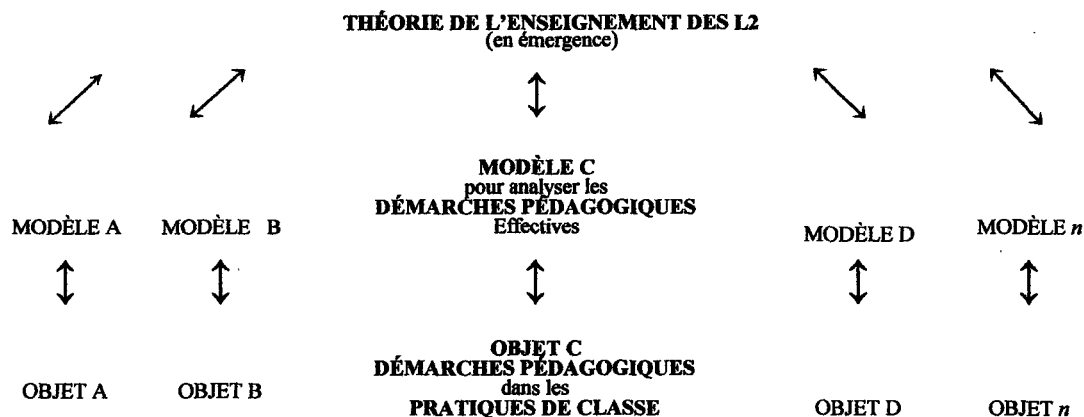 THÉORIE DE L'ENSEIGNEMENT DES L2
(en émergence)
MODÈLE C
pour analyser les
DÉMARCHES PÉDAGOGIQUES
Effectives
MODÈLE A MODÈLE B MODÈLE D MODÈLE n
OBJET C
DÉMARCHES PÉDAGOGIQUES
dans les
PRATIQUES DE CLASSE
OBJET A OBJET B OBJET D OBJET n